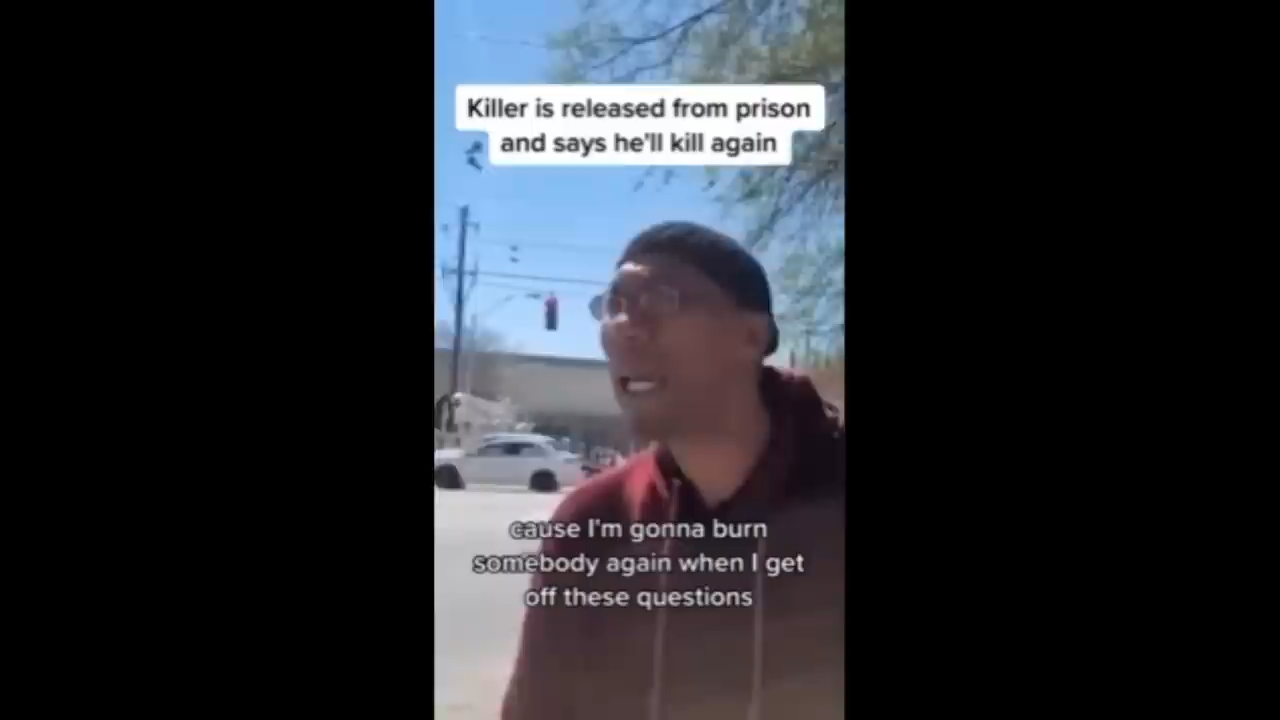 Killer is released from prison
and says he'll kill again
cause I'm gonna burn
somebody again when I get
off these questions